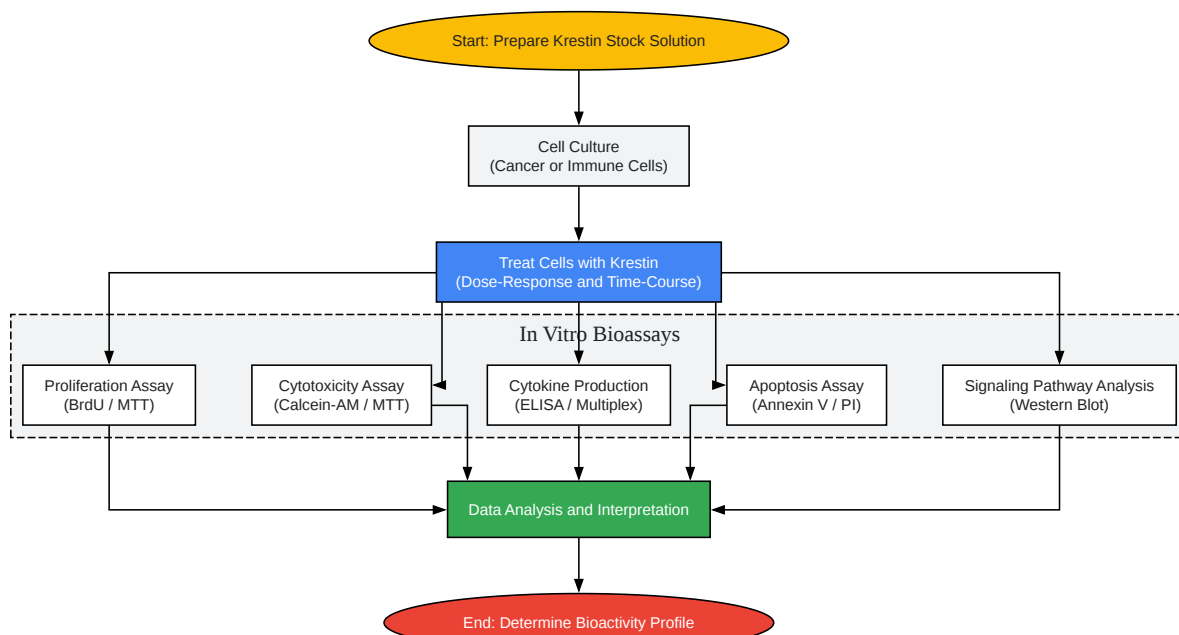 Start: Prepare Krestin Stock Solution
Cell Culture
(Cancer or Immune Cells)
Treat Cells with Krestin
(Dose-Response and Time-Course)
In Vitro Bioassays
Proliferation Assay
(BrdU / MTT)
Cytotoxicity Assay
(Calcein-AM / MTT)
Cytokine Production
(ELISA / Multiplex)
Apoptosis Assay
(Annexin V / PI)
Signaling Pathway Analysis
(Western Blot)
Data Analysis and Interpretation
End: Determine Bioactivity Profile